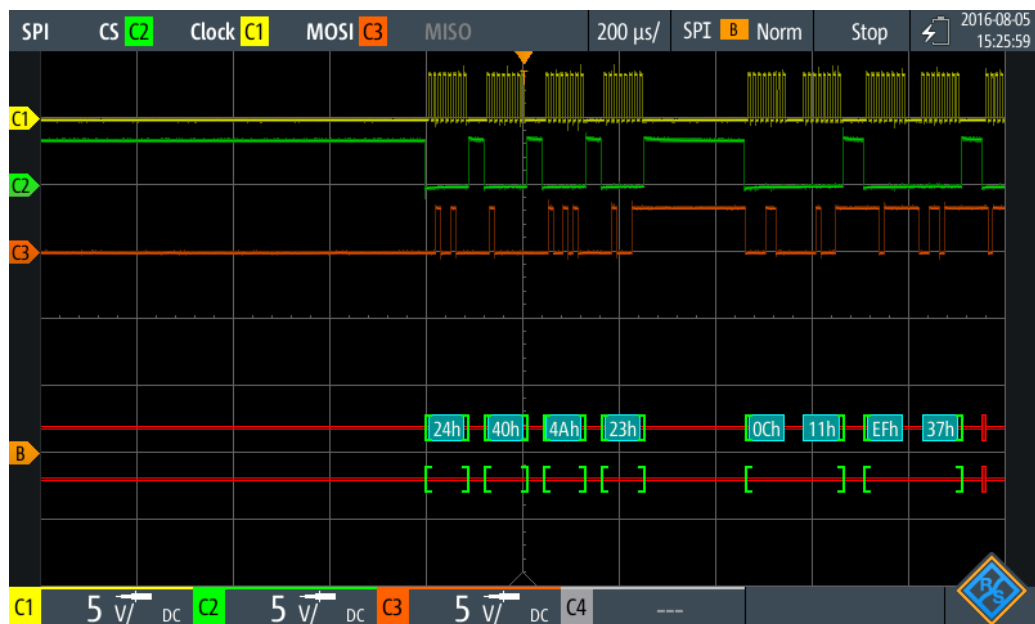 SPI CS C2 Clock C1 MOSI C3 MISO 200 µs/ SPI B Norm Stop 2016-08-05
15:25:59
T
C1
C2
C3
24h 40h 4Ah 23h 0Ch 11h EFh 37h
B
C1 5 V/ DC C2 5 V/ DC C3 5 V/ DC C4 ---
R S